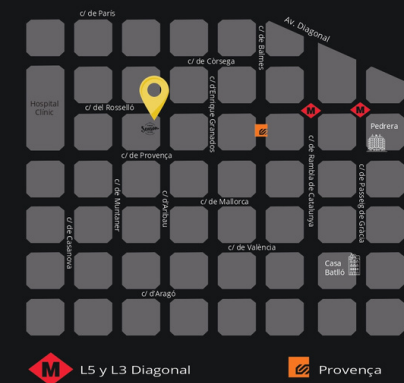 c/ de París
Av. Diagonal
c/ de Balmes
c/ de Còrsega
c/ d'Enrique Granados
Hospital
Clínic
c/ del Rosselló
M
M
Pedrera
c/ de Provença
c/ de Rambla de Catalunya
c/ de Passeig de Gràcia
c/ de Muntaner
c/ d'Aribau
c/ de Mallorca
c/ de Casanova
c/ de València
Casa
Batlló
c/ d'Aragó
M L5 y L3 Diagonal
Provença